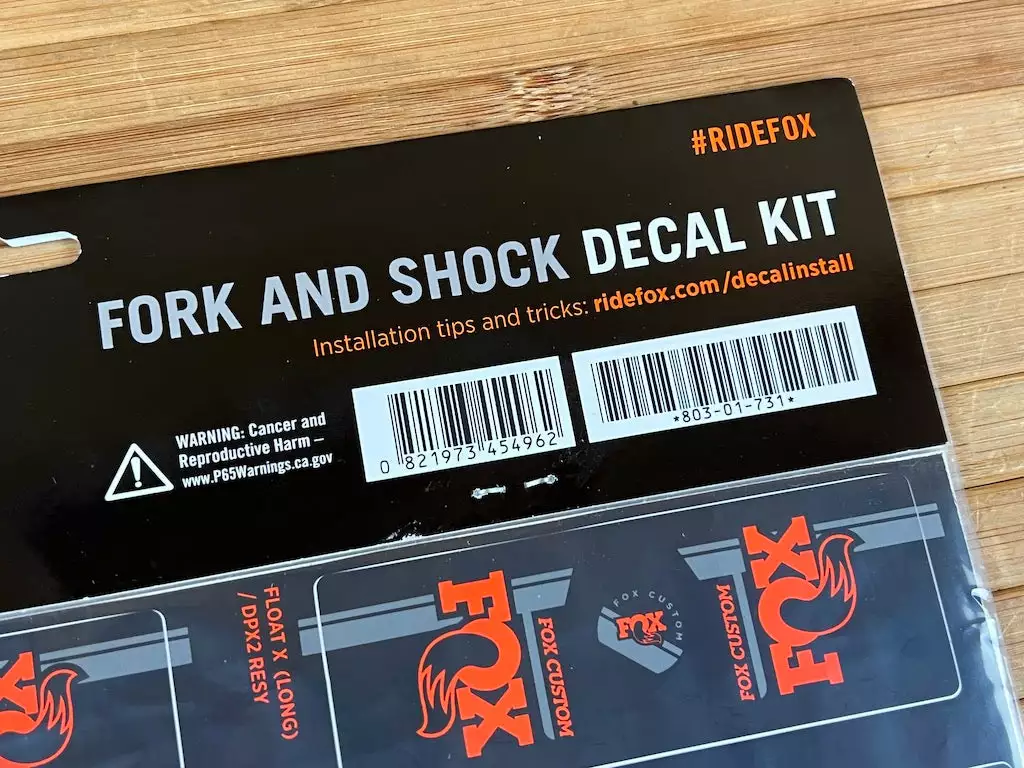 #RIDEFOX
FORK AND SHOCK DECAL KIT
Installation tips and tricks: ridefox.com/decalinstall
WARNING: Cancer and
Reproductive Harm –
www.P65Warnings.ca.gov
0 821973 454962
*803-01-731*
FLOAT X (LONG)
/DPX2 RESY
FOX
FOX CUSTOM
FOX CUSTOM
FOX
FOX CUSTOM
FOX